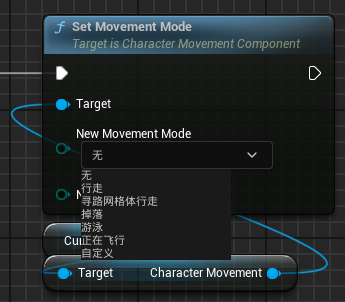 Set Movement Mode
Target is Character Movement Component
Target
New Movement Mode
无
无
行走
寻路网格体行走
掉落
游泳
正在飞行
自定义
Target
Character Movement